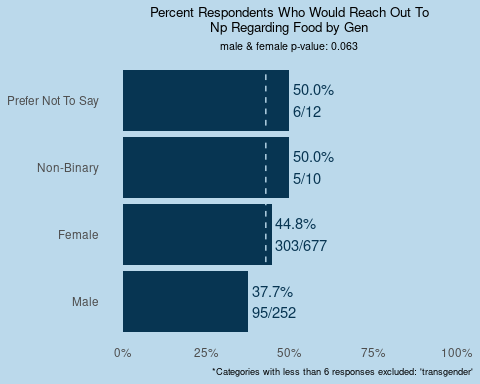 Percent Respondents Who Would Reach Out To
Np Regarding Food by Gen
male & female p-value: 0.063
Prefer Not To Say
50.0%
6/12
Non-Binary
50.0%
5/10
Female
44.8%
303/677
Male
37.7%
95/252
0% 25% 50% 75% 100%
*Categories with less than 6 responses excluded: 'transgender'